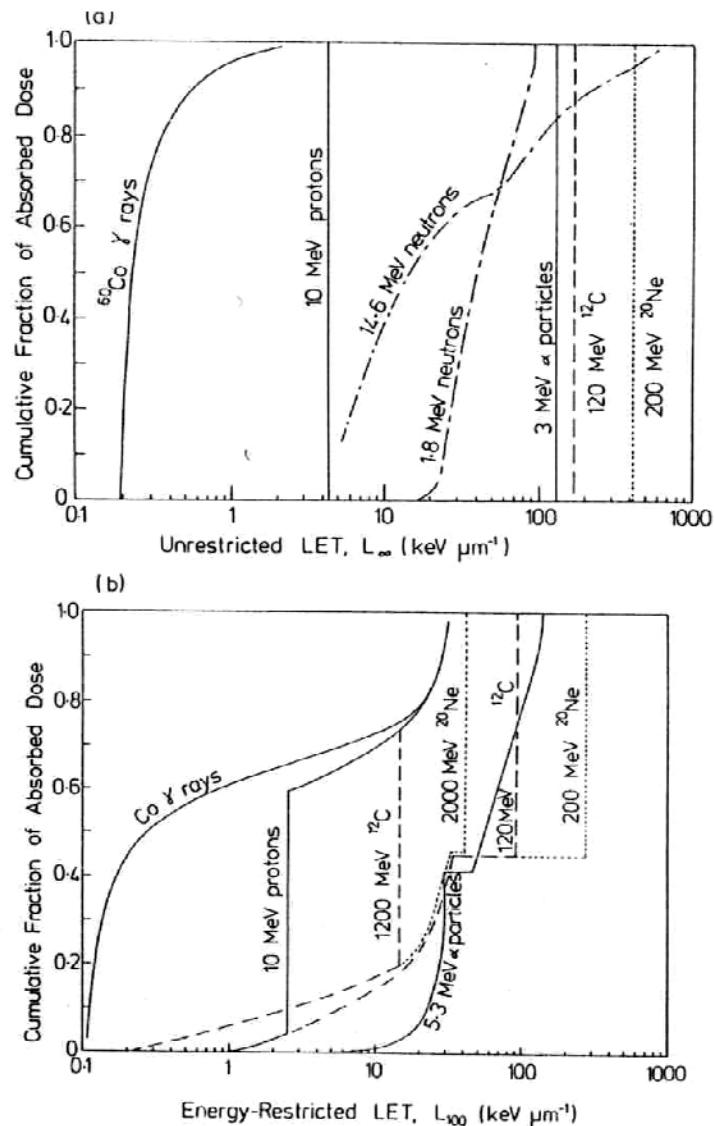 (a)
Cumulative Fraction of Absorbed Dose
1·0
0·8
0·6
0·4
0·2
0
⁶⁰Co γ rays
10 MeV protons
14·6 MeV neutrons
1·8 MeV neutrons
3 MeV α particles
120 MeV ¹²C
200 MeV ²⁰Ne
0·1
1
10
100
1000
Unrestricted LET, L∞ (keV μm⁻¹)
(b)
Cumulative Fraction of Absorbed Dose
1·0
0·8
0·6
0·4
0·2
0
Co γ rays
10 MeV protons
1200 MeV ¹²C
2000 MeV ²⁰Ne
5·3 MeV α particles
120 MeV ¹²C
200 MeV ²⁰Ne
0·1
1
10
100
1000
Energy-Restricted LET, L₁₀₀ (keV μm⁻¹)